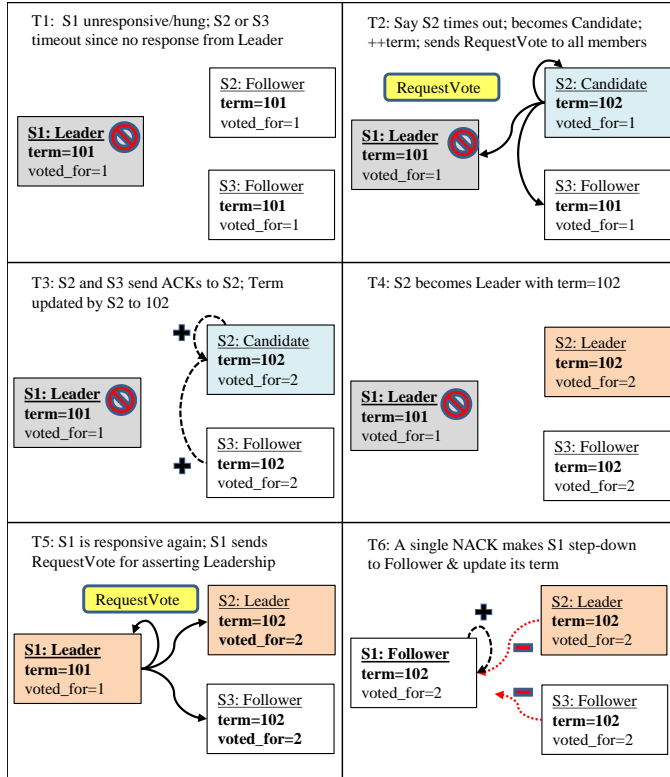 T1: S1 unresponsive/hung; S2 or S3
timeout since no response from Leader
S2: Follower
term=101
voted_for=1
S1: Leader
term=101
voted_for=1
S3: Follower
term=101
voted_for=1
T2: Say S2 times out; becomes Candidate;
++term; sends RequestVote to all members
RequestVote
S2: Candidate
term=102
voted_for=1
S1: Leader
term=101
voted_for=1
S3: Follower
term=101
voted_for=1
T3: S2 and S3 send ACKs to S2; Term
updated by S2 to 102
S2: Candidate
term=102
voted_for=2
S1: Leader
term=101
voted_for=1
S3: Follower
term=102
voted_for=2
T4: S2 becomes Leader with term=102
S2: Leader
term=102
voted_for=2
S1: Leader
term=101
voted_for=1
S3: Follower
term=102
voted_for=2
T5: S1 is responsive again; S1 sends
RequestVote for asserting Leadership
RequestVote
S2: Leader
term=102
voted_for=2
S1: Leader
term=101
voted_for=1
S3: Follower
term=102
voted_for=2
T6: A single NACK makes S1 step-down
to Follower & update its term
S2: Leader
term=102
voted_for=2
S1: Follower
term=102
voted_for=2
S3: Follower
term=102
voted_for=2